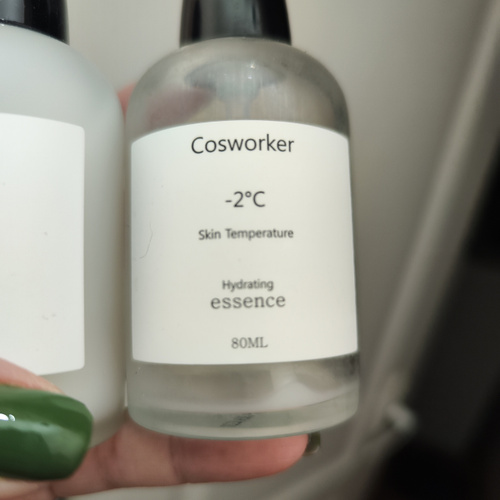 Cosworker
-2°C
Skin Temperature
Hydrating
essence
80ML